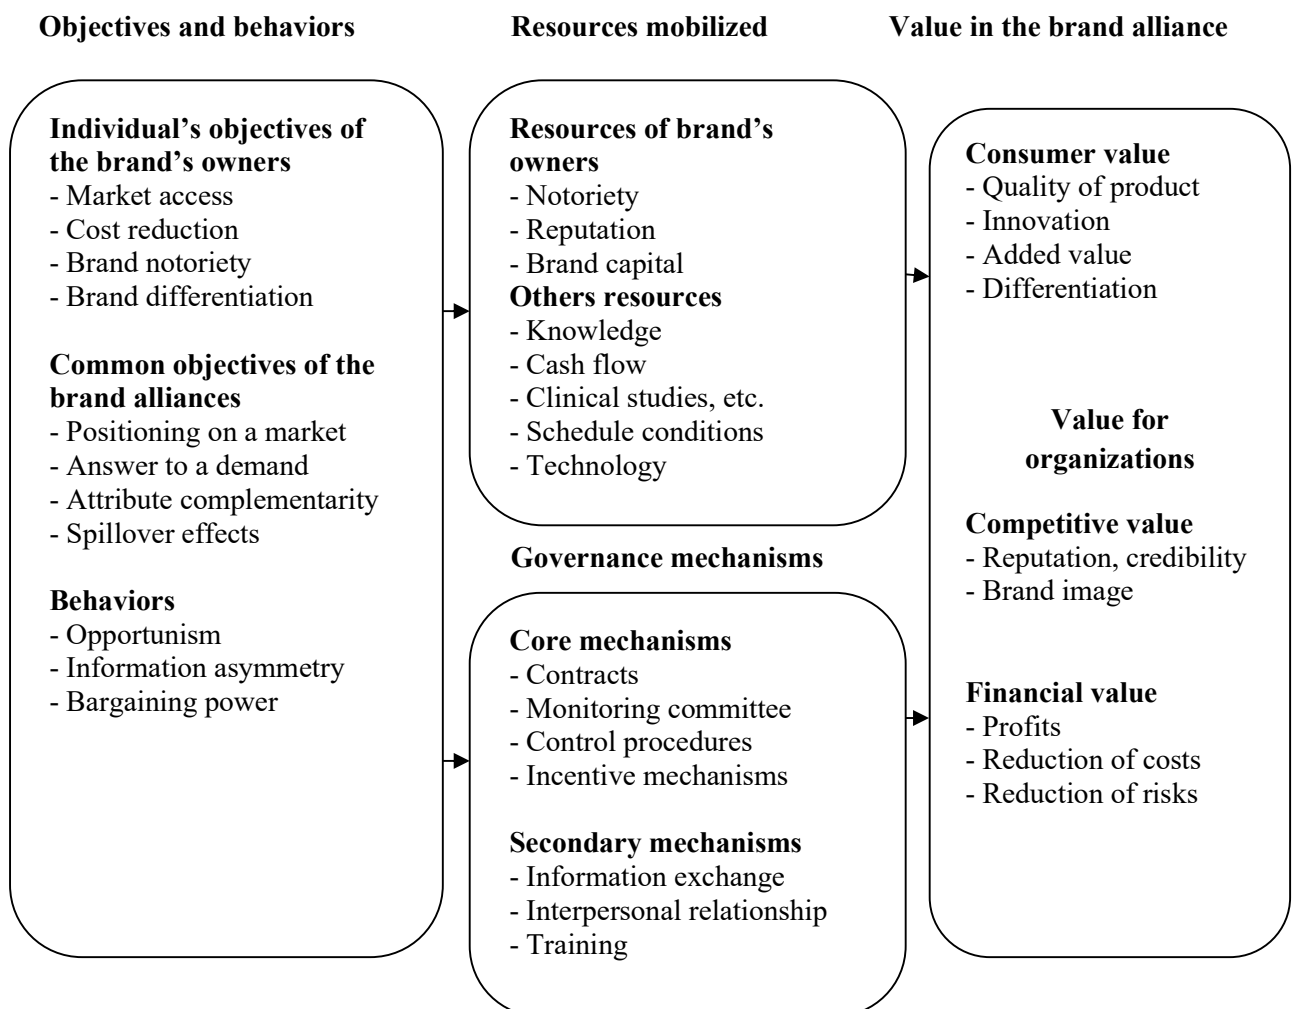 Objectives and behaviors
Resources mobilized
Value in the brand alliance
Individual’s objectives of
the brand’s owners
- Market access
- Cost reduction
- Brand notoriety
- Brand differentiation
Common objectives of the
brand alliances
- Positioning on a market
- Answer to a demand
- Attribute complementarity
- Spillover effects
Behaviors
- Opportunism
- Information asymmetry
- Bargaining power
Resources of brand’s
owners
- Notoriety
- Reputation
- Brand capital
Others resources
- Knowledge
- Cash flow
- Clinical studies, etc.
- Schedule conditions
- Technology
Governance mechanisms
Core mechanisms
- Contracts
- Monitoring committee
- Control procedures
- Incentive mechanisms
Secondary mechanisms
- Information exchange
- Interpersonal relationship
- Training
Consumer value
- Quality of product
- Innovation
- Added value
- Differentiation
Value for
organizations
Competitive value
- Reputation, credibility
- Brand image
Financial value
- Profits
- Reduction of costs
- Reduction of risks